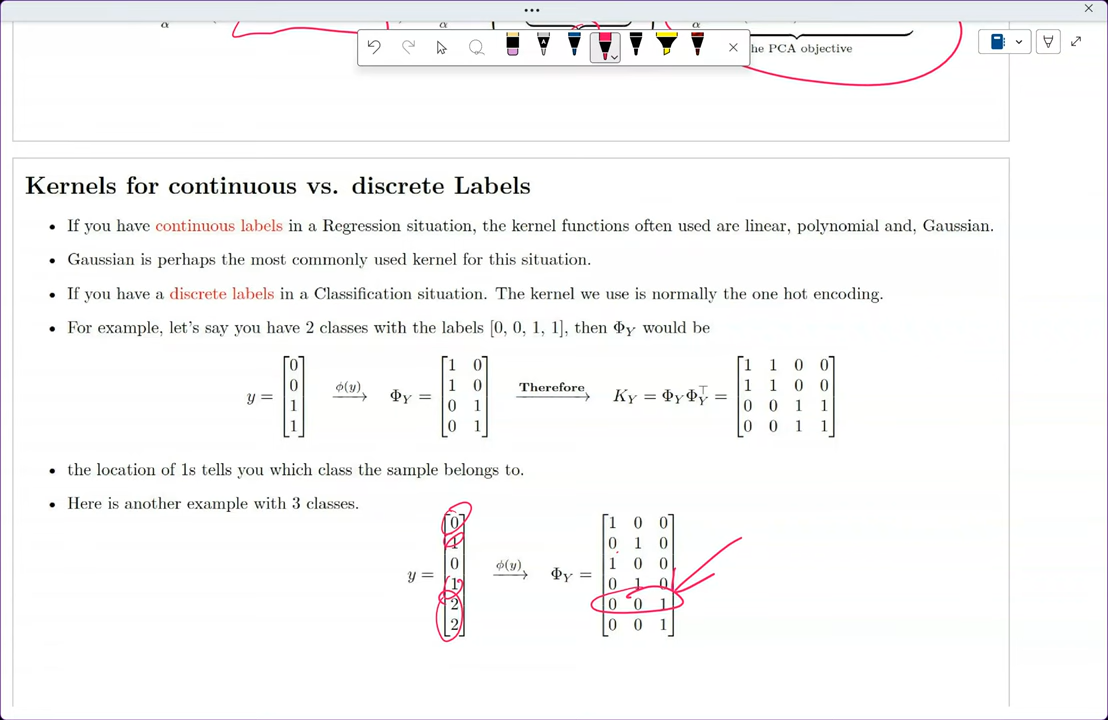 α α α
he PCA objective
Kernels for continuous vs. discrete Labels
• If you have continuous labels in a Regression situation, the kernel functions often used are linear, polynomial and, Gaussian.
• Gaussian is perhaps the most commonly used kernel for this situation.
• If you have a discrete labels in a Classification situation. The kernel we use is normally the one hot encoding.
• For example, let's say you have 2 classes with the labels [0, 0, 1, 1], then Φ_Y would be
y = [0 0 1 1] φ(y) → Φ_Y = [1 0; 1 0; 0 1; 0 1] Therefore → K_Y = Φ_Y Φ_Y^⊤ = [1 1 0 0; 1 1 0 0; 0 0 1 1; 0 0 1 1]
• the location of 1s tells you which class the sample belongs to.
• Here is another example with 3 classes.
y = [0 1 0 1 2 2] φ(y) → Φ_Y = [1 0 0; 0 1 0; 1 0 0; 0 1 0; 0 0 1; 0 0 1]